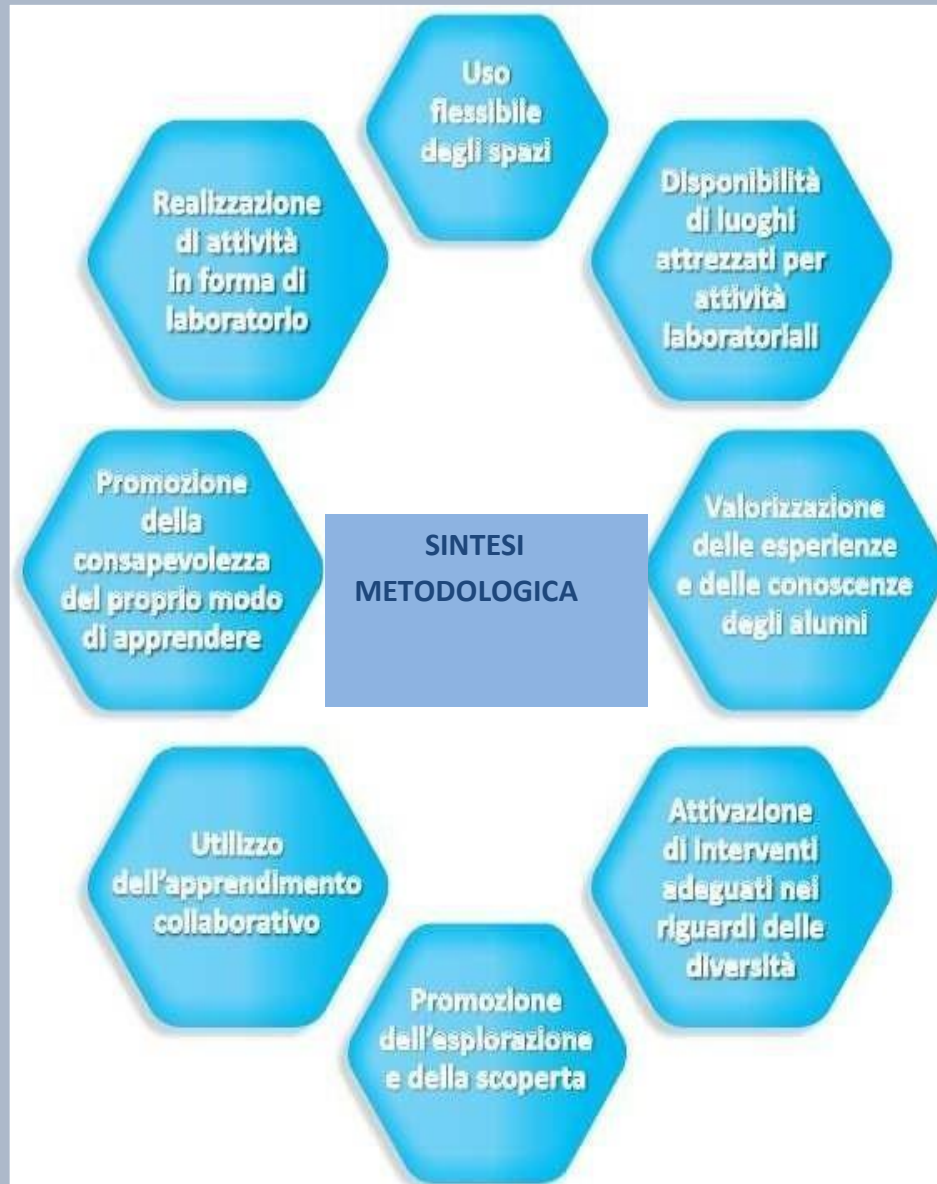 Uso
flessibile
degli spazi
Disponibilità
di luoghi
attrezzati per
attività
laboratoriali
Valorizzazione
delle esperienze
e delle conoscenze
degli alunni
Attivazione
di interventi
adeguati nei
riguardi delle
diversità
Promozione
dell'esplorazione
e della scoperta
Utilizzo
dell'apprendimento
collaborativo
Promozione
della
consapevolezza
del proprio modo
di apprendere
Realizzazione
di attività
in forma di
laboratorio
SINTESI
METODOLOGICA